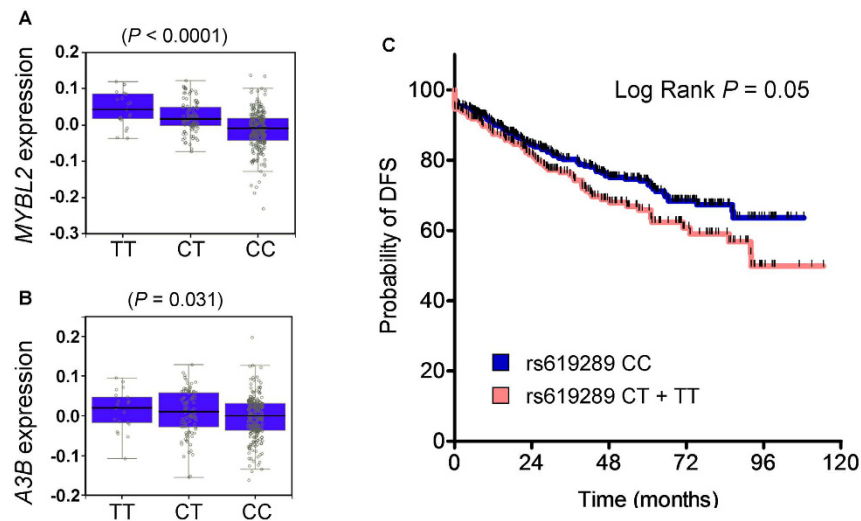 A
(P < 0.0001)
MYBL2 expression
0.2
0.1
0.0
-0.1
-0.2
-0.3
TT CT CC
B
(P = 0.031)
A3B expression
0.2
0.1
0.0
-0.1
-0.2
TT CT CC
C
Log Rank P = 0.05
Probability of DFS
100
80
60
40
20
0
rs619289 CC
rs619289 CT + TT
0 24 48 72 96 120
Time (months)